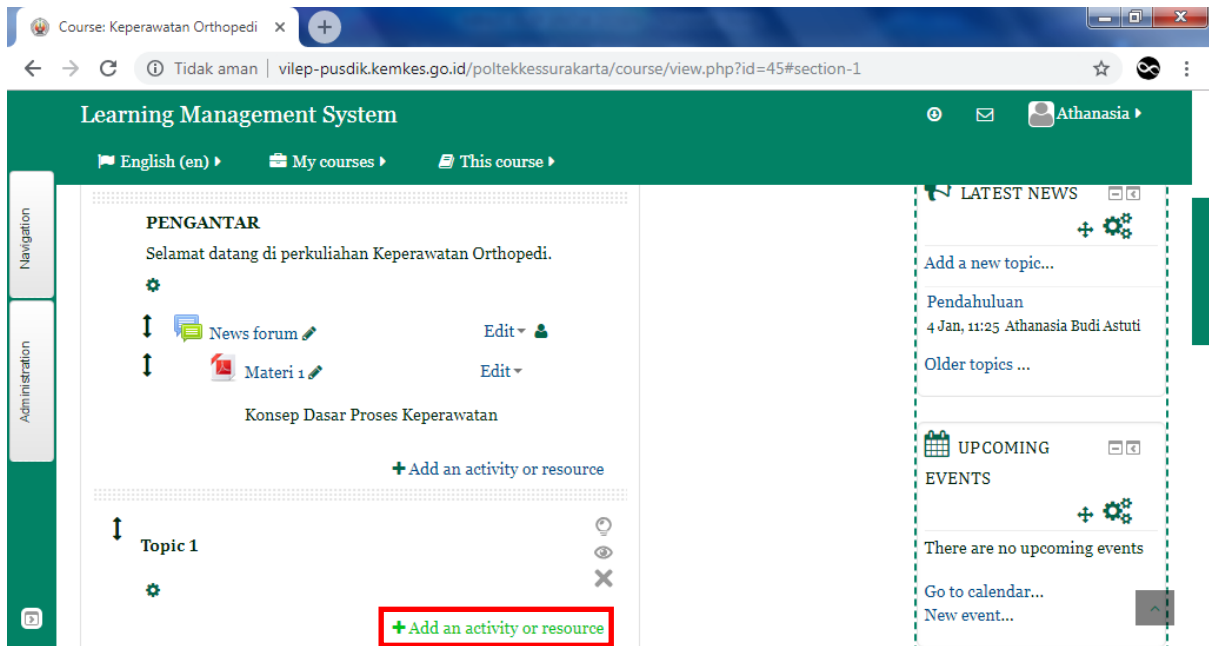 Course: Keperawatan Orthopedi
Tidak aman | vilep-pusdik.kemkes.go.id/poltekkessurakarta/course/view.php?id=45#section-1
Learning Management System
Athanasia
English (en)
My courses
This course
Navigation
Administration
PENGANTAR
Selamat datang di perkuliahan Keperawatan Orthopedi.
News forum
Edit
Materi 1
Edit
Konsep Dasar Proses Keperawatan
Add an activity or resource
Topic 1
Add an activity or resource
LATEST NEWS
Add a new topic...
Pendahuluan
4 Jan, 11:25 Athanasia Budi Astuti
Older topics ...
UPCOMING
EVENTS
There are no upcoming events
Go to calendar...
New event...